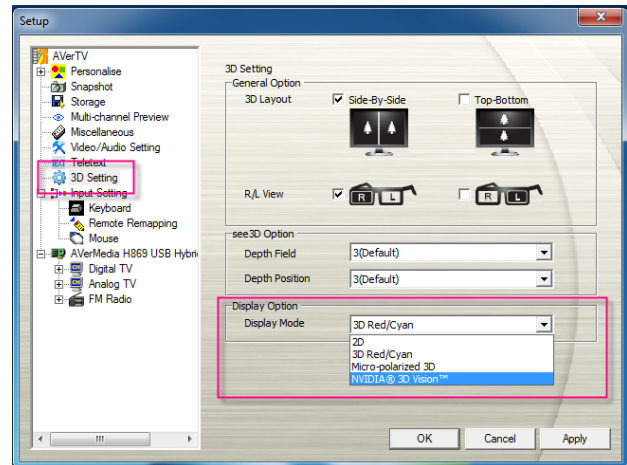 Setup
AVerTV
Personalise
Snapshot
Storage
Multi-channel Preview
Miscellaneous
Video/Audio Setting
TEXT Teletext
3D Setting
Input Setting
Keyboard
Remote Remapping
Mouse
AVerMedia H869 USB Hybri
Digital TV
Analog TV
FM Radio
3D Setting
General Option
3D Layout Side-By-Side Top-Bottom
R/L View R L R L
see3D Option
Depth Field 3(Default)
Depth Position 3(Default)
Display Option
Display Mode 3D Red/Cyan
2D
3D Red/Cyan
Micro-polarized 3D
NVIDIA® 3D Vision™
OK Cancel Apply